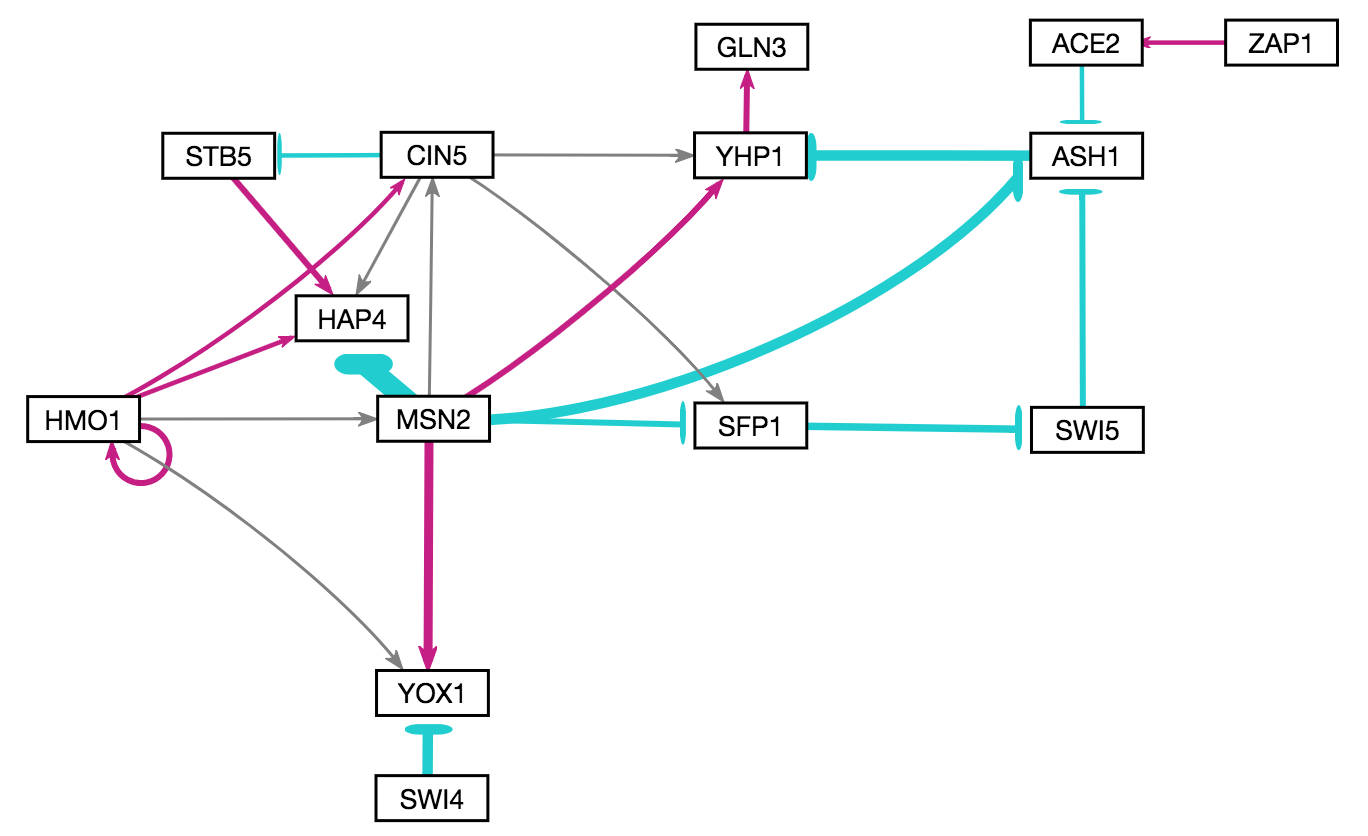 GLN3
ACE2
ZAP1
STB5
CIN5
YHP1
ASH1
HAP4
HMO1
MSN2
SFP1
SWI5
YOX1
SWI4